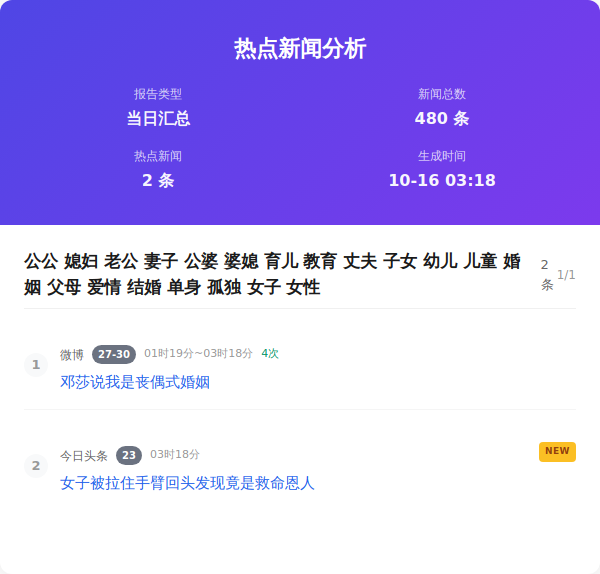 热点新闻分析
报告类型
当日汇总
新闻总数
480 条
热点新闻
2 条
生成时间
10-16 03:18
公公 媳妇 老公 妻子 公婆 婆媳 育儿 教育 丈夫 子女 幼儿 儿童 婚
姻 父母 爱情 结婚 单身 孤独 女子 女性
2
条
1/1
1
微博 27-30 01时19分~03时18分 4次
邓莎说我是丧偶式婚姻
2
今日头条 23 03时18分
NEW
女子被拉住手臂回头发现竟是救命恩人